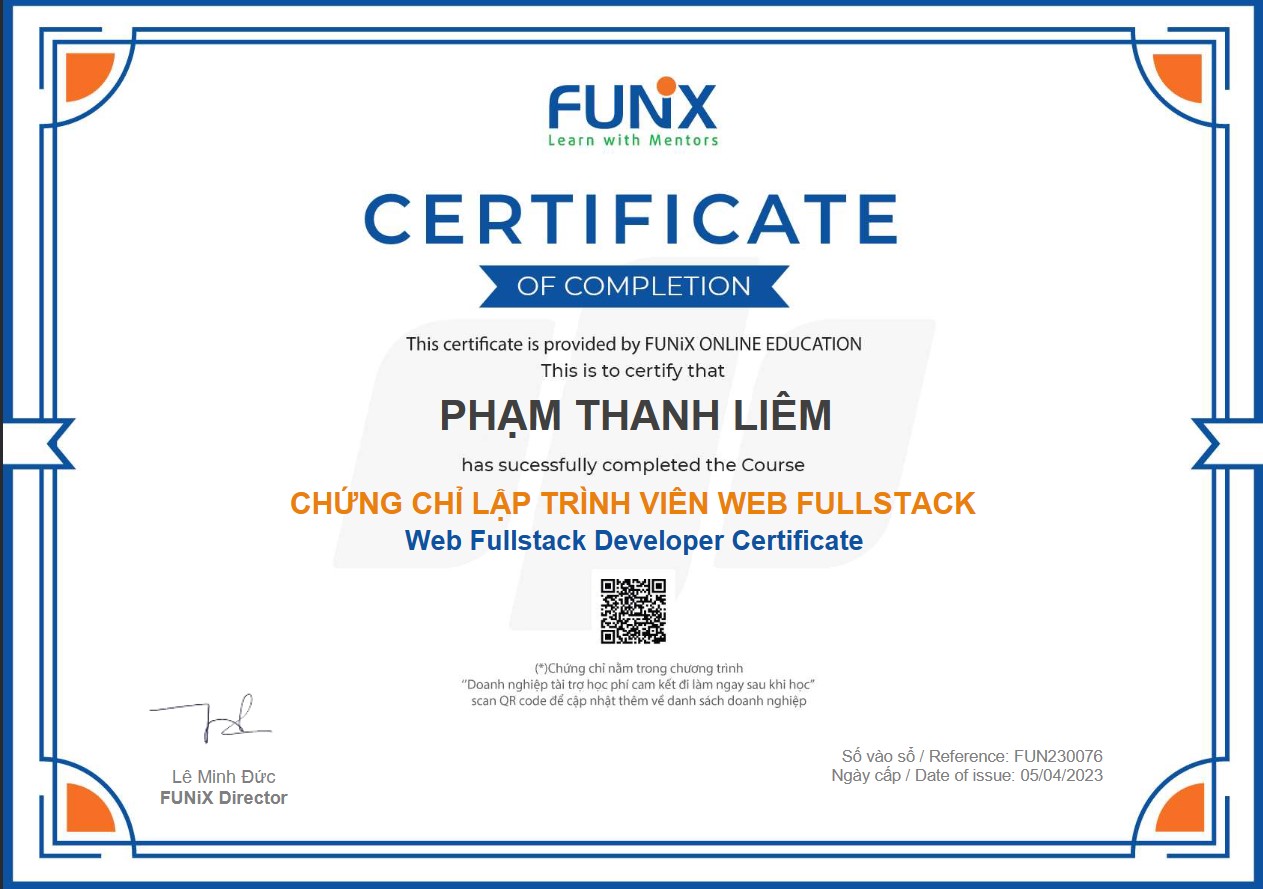 FUNiX
Learn with Mentors
CERTIFICATE
OF COMPLETION
This certificate is provided by FUNiX ONLINE EDUCATION
This is to certify that
PHẠM THANH LIÊM
has sucessfully completed the Course
CHỨNG CHỈ LẬP TRÌNH VIÊN WEB FULLSTACK
Web Fullstack Developer Certificate
(*)Chứng chỉ nằm trong chương trình
"Doanh nghiệp tài trợ học phí cam kết đi làm ngay sau khi học"
scan QR code để cập nhật thêm về danh sách doanh nghiệp
Lê Minh Đức
FUNiX Director
Số vào sổ / Reference: FUN230076
Ngày cấp / Date of issue: 05/04/2023